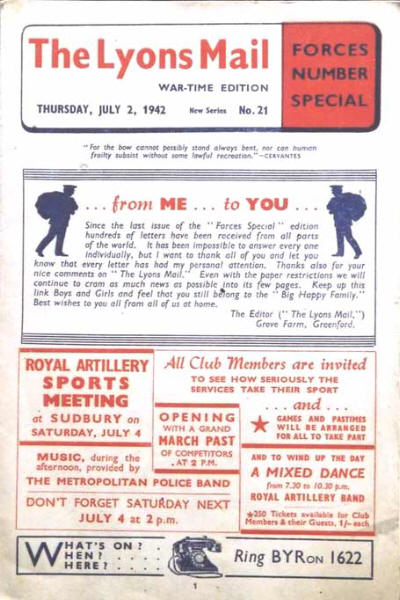 The Lyons Mail
WAR-TIME EDITION
THURSDAY, JULY 2, 1942 New Series No. 21
FORCES
NUMBER
SPECIAL
"For the bow cannot possibly stand always bent, nor can human
frailty subsist without some lawful recreation."—CERVANTES
... from ME ... to YOU ...
Since the last issue of the "Forces Special" edition
hundreds of letters have been received from all parts
of the world. It has been impossible to answer every one
individually, but I want to thank all of you and let you
know that every letter has had my personal attention. Thanks also for your
nice comments on "The Lyons Mail." Even with the paper restrictions we will
continue to cram as much news as possible into its few pages. Keep up this
link Boys and Girls and feel that you still belong to the "Big Happy Family."
Best wishes to you all from all of us at home.
The Editor ("The Lyons Mail,")
Grove Farm, Greenford.
ROYAL ARTILLERY
SPORTS
MEETING
at SUDBURY on
SATURDAY, JULY 4
All Club Members are invited
TO SEE HOW SERIOUSLY THE
SERVICES TAKE THEIR SPORT
OPENING
WITH A GRAND
MARCH PAST
OF COMPETITORS
AT 2 P.M.
... and ...
★ GAMES AND PASTIMES
WILL BE ARRANGED
FOR ALL TO TAKE PART
MUSIC, during the
afternoon, provided by
THE METROPOLITAN POLICE BAND
DON'T FORGET SATURDAY NEXT
JULY 4 at 2 p.m.
AND TO WIND UP THE DAY
A MIXED DANCE
from 7.30 to 10.30 p.m.
ROYAL ARTILLERY BAND
★250 Tickets available for Club
Members & their Guests, 1/- each
WHAT'S ON? .
HEN? . . .
HERE? . . .
Ring BYRON 1622
1